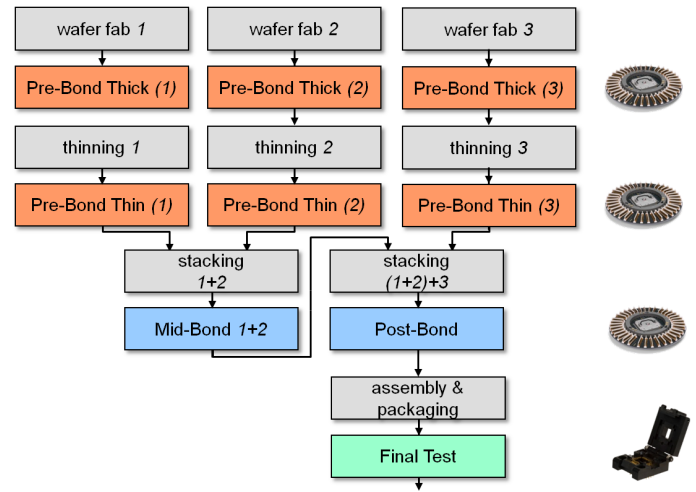 wafer fab 1
wafer fab 2
wafer fab 3
Pre-Bond Thick (1)
Pre-Bond Thick (2)
Pre-Bond Thick (3)
thinning 1
thinning 2
thinning 3
Pre-Bond Thin (1)
Pre-Bond Thin (2)
Pre-Bond Thin (3)
stacking
1+2
stacking
(1+2)+3
Mid-Bond 1+2
Post-Bond
assembly &
packaging
Final Test